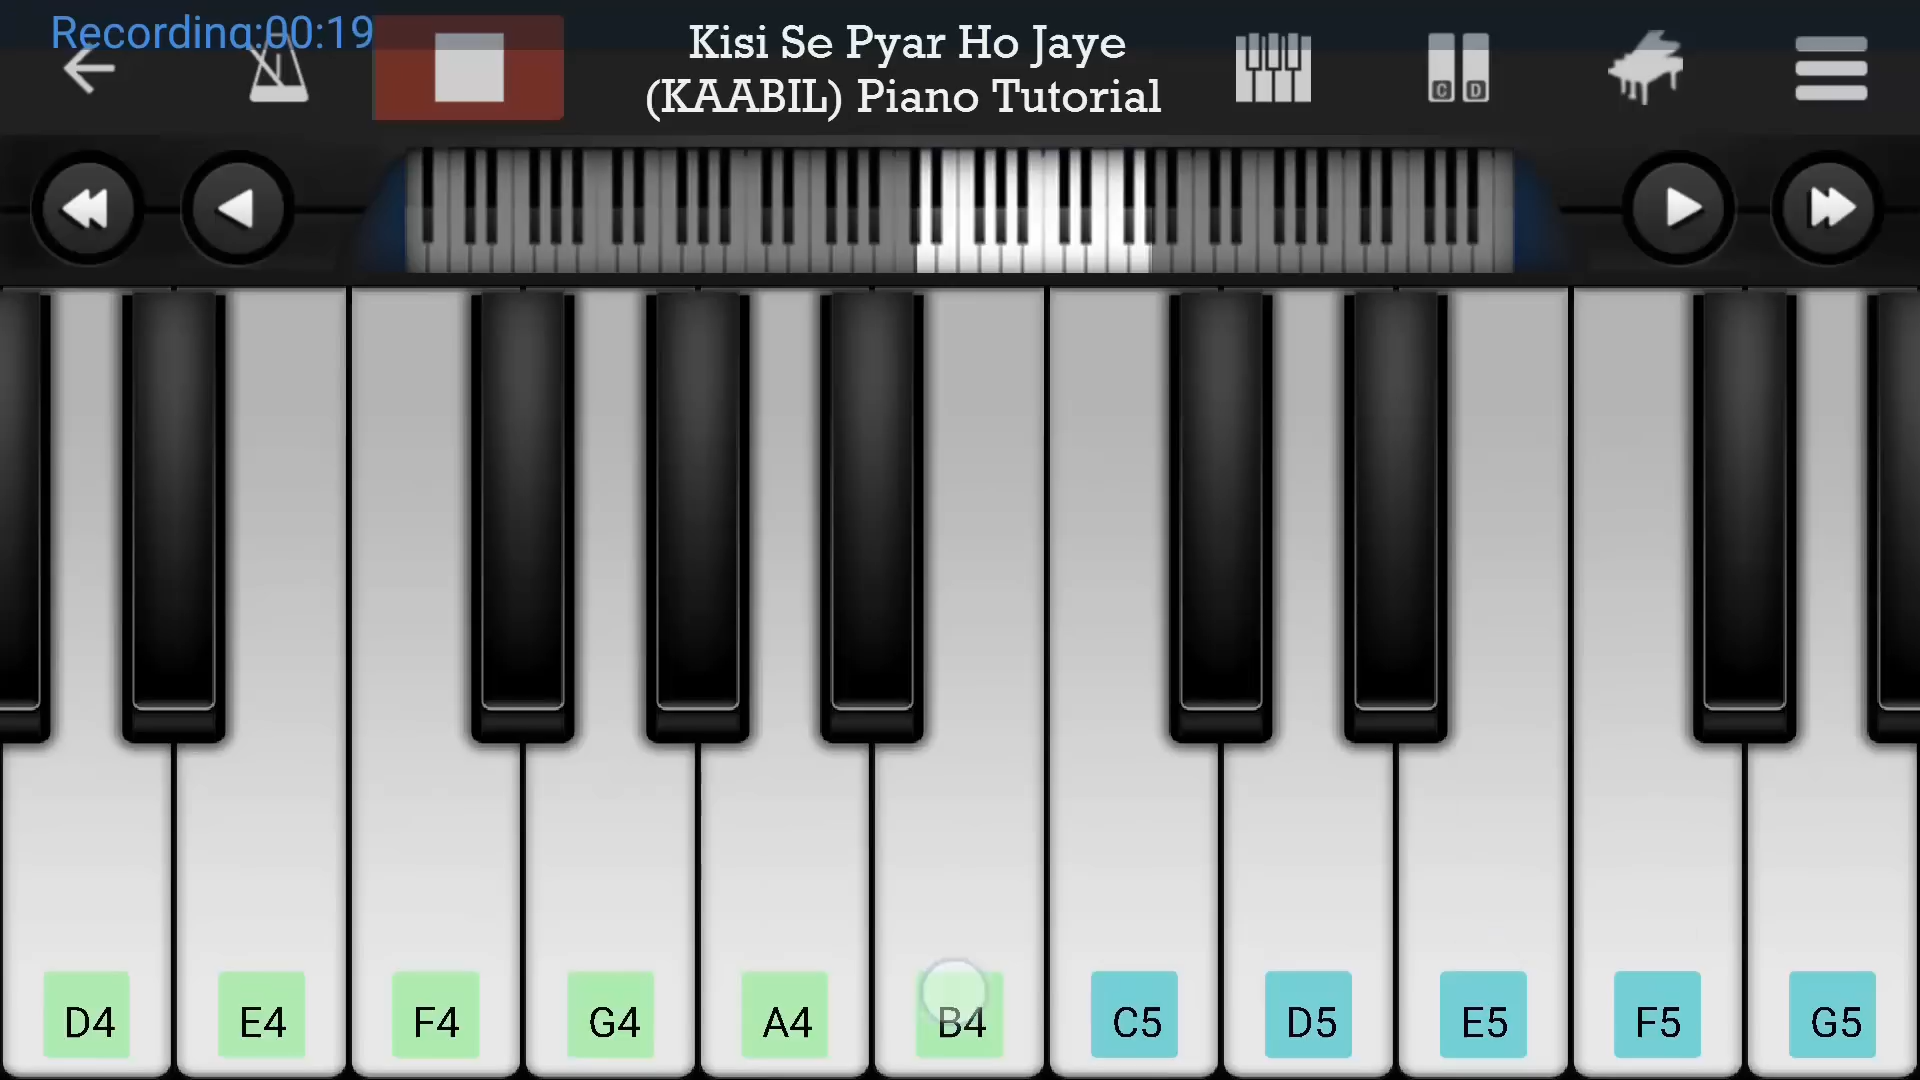 Recording:00:19
Kisi Se Pyar Ho Jaye
(KAABIL) Piano Tutorial
C D
D4 E4 F4 G4 A4 B4 C5 D5 E5 F5 G5